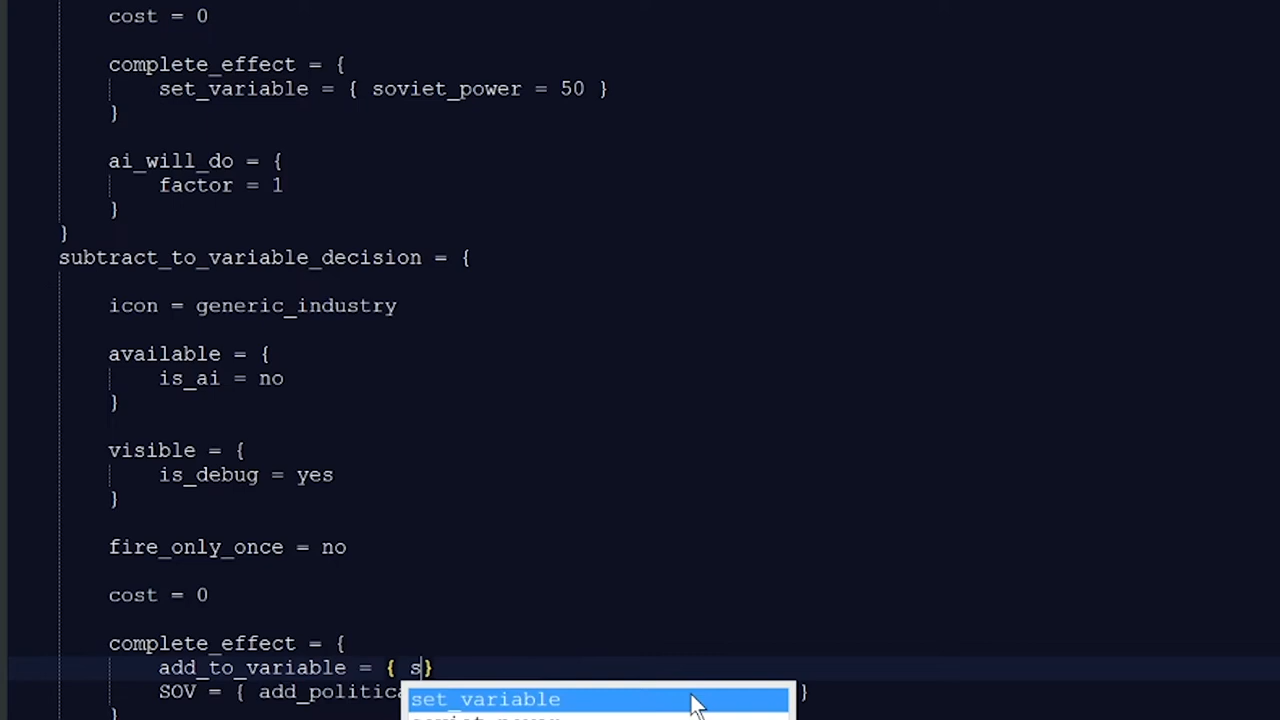 cost = 0
complete_effect = {
set_variable = { soviet_power = 50 }
}
ai_will_do = {
factor = 1
}
}
subtract_to_variable_decision = {
icon = generic_industry
available = {
is_ai = no
}
visible = {
is_debug = yes
}
fire_only_once = no
cost = 0
complete_effect = {
add_to_variable = { s}
SOV = { add_politica }
set_variable
soviet_power
}